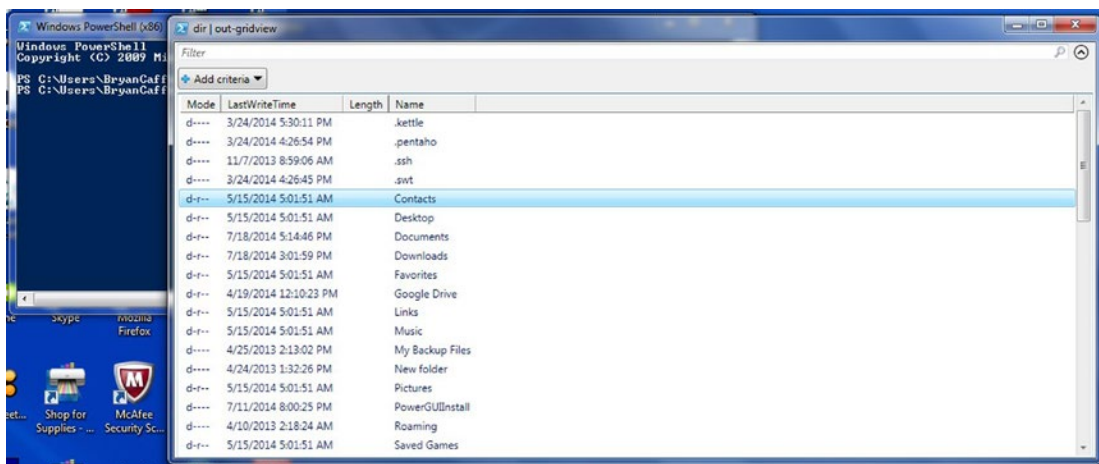 Windows PowerShell (x86)
Windows PowerShell
Copyright (C) 2009 Mi
PS C:\Users\BryanCaff
PS C:\Users\BryanCaff
dir | out-gridview
Filter
Add criteria
Mode LastWriteTime Length Name
d---- 3/24/2014 5:30:11 PM .kettle
d---- 3/24/2014 4:26:54 PM .pentaho
d---- 11/7/2013 8:59:06 AM .ssh
d---- 3/24/2014 4:26:45 PM .swt
d-r-- 5/15/2014 5:01:51 AM Contacts
d-r-- 5/15/2014 5:01:51 AM Desktop
d-r-- 7/18/2014 5:14:46 PM Documents
d-r-- 7/18/2014 3:01:59 PM Downloads
d-r-- 5/15/2014 5:01:51 AM Favorites
d-r-- 4/19/2014 12:10:23 PM Google Drive
d-r-- 5/15/2014 5:01:51 AM Links
d-r-- 5/15/2014 5:01:51 AM Music
d---- 4/25/2013 2:13:02 PM My Backup Files
d---- 4/24/2013 1:32:26 PM New folder
d-r-- 5/15/2014 5:01:51 AM Pictures
d---- 7/11/2014 8:00:25 PM PowerGUIInstall
d---- 4/10/2013 2:18:24 AM Roaming
d-r-- 5/15/2014 5:01:51 AM Saved Games
Skype
Mozilla
Firefox
Shop for
Supplies - ...
McAfee
Security Sc...